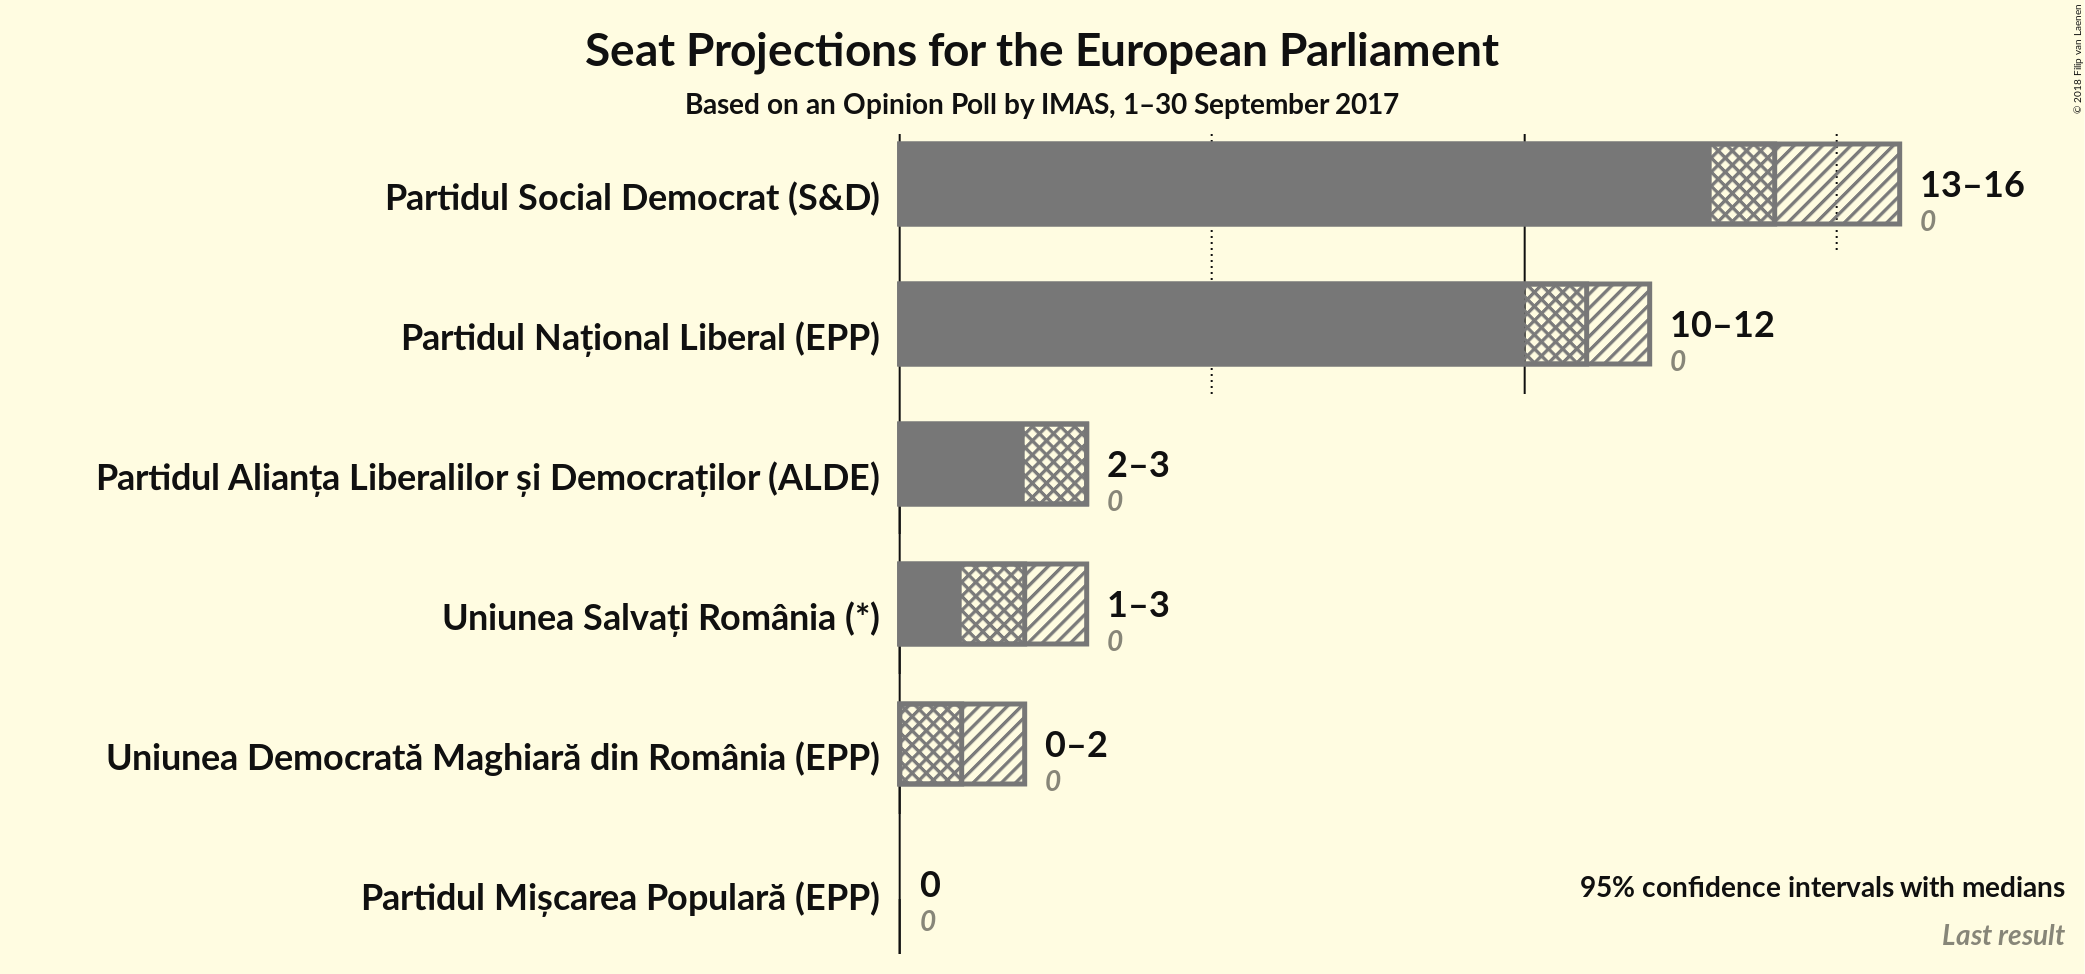 Seat Projections for the European Parliament
Based on an Opinion Poll by IMAS, 1–30 September 2017
© 2018 Filip van Laenen
Partidul Social Democrat (S&D)
13–16
0
Partidul Național Liberal (EPP)
10–12
0
Partidul Alianța Liberalilor și Democraților (ALDE)
2–3
0
Uniunea Salvați România (*)
1–3
0
Uniunea Democrată Maghiară din România (EPP)
0–2
0
Partidul Mișcarea Populară (EPP)
0
0
95% confidence intervals with medians
Last result